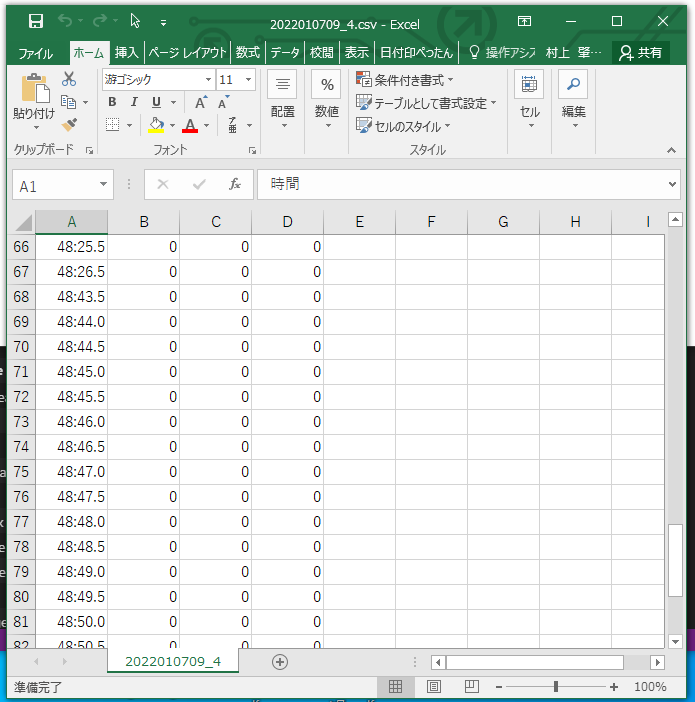 2022010709_4.csv - Excel
ファイル ホーム 挿入 ページ レイアウト 数式 データ 校閲 表示 日付印ぺったん 操作アシス 村上 肇… 共有
游ゴシック 11
貼り付け B I U A A 配置 % 数値 条件付き書式 セル 編集
テーブルとして書式設定
A ア亜 セルのスタイル
クリップボード フォント スタイル
A1 fx 時間
A B C D E F G H I
66 48:25.5 0 0 0
67 48:26.5 0 0 0
68 48:43.5 0 0 0
69 48:44.0 0 0 0
70 48:44.5 0 0 0
71 48:45.0 0 0 0
72 48:45.5 0 0 0
73 48:46.0 0 0 0
74 48:46.5 0 0 0
75 48:47.0 0 0 0
76 48:47.5 0 0 0
77 48:48.0 0 0 0
78 48:48.5 0 0 0
79 48:49.0 0 0 0
80 48:49.5 0 0 0
81 48:50.0 0 0 0
82 48:50.5 0 0 0
2022010709_4
準備完了 100%